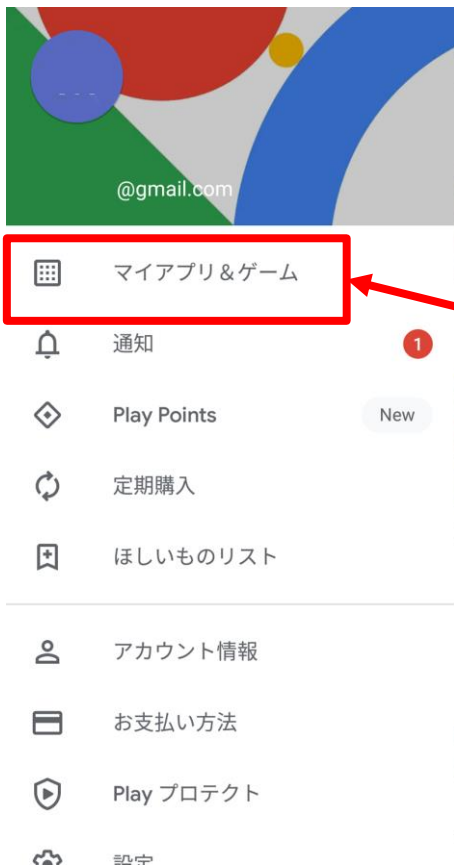 @gmail.com
マイアプリ＆ゲーム
通知
1
Play Points
New
定期購入
ほしいものリスト
アカウント情報
お支払い方法
Play プロテクト
設定